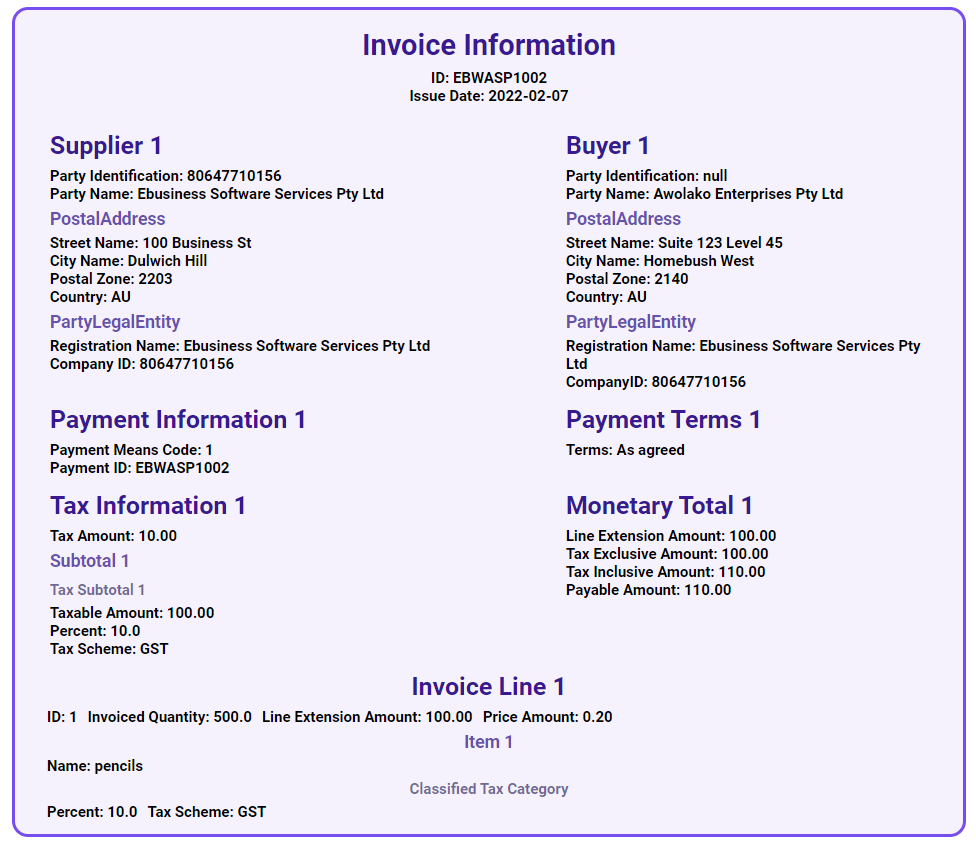 Invoice Information
ID: EBWASP1002
Issue Date: 2022-02-07
Supplier 1
Party Identification: 80647710156
Party Name: Ebusiness Software Services Pty Ltd
PostalAddress
Street Name: 100 Business St
City Name: Dulwich Hill
Postal Zone: 2203
Country: AU
PartyLegalEntity
Registration Name: Ebusiness Software Services Pty Ltd
Company ID: 80647710156
Buyer 1
Party Identification: null
Party Name: Awolako Enterprises Pty Ltd
PostalAddress
Street Name: Suite 123 Level 45
City Name: Homebush West
Postal Zone: 2140
Country: AU
PartyLegalEntity
Registration Name: Ebusiness Software Services Pty
Ltd
CompanyID: 80647710156
Payment Information 1
Payment Means Code: 1
Payment ID: EBWASP1002
Payment Terms 1
Terms: As agreed
Tax Information 1
Tax Amount: 10.00
Subtotal 1
Tax Subtotal 1
Taxable Amount: 100.00
Percent: 10.0
Tax Scheme: GST
Monetary Total 1
Line Extension Amount: 100.00
Tax Exclusive Amount: 100.00
Tax Inclusive Amount: 110.00
Payable Amount: 110.00
Invoice Line 1
ID: 1 Invoiced Quantity: 500.0 Line Extension Amount: 100.00 Price Amount: 0.20
Item 1
Name: pencils
Classified Tax Category
Percent: 10.0 Tax Scheme: GST